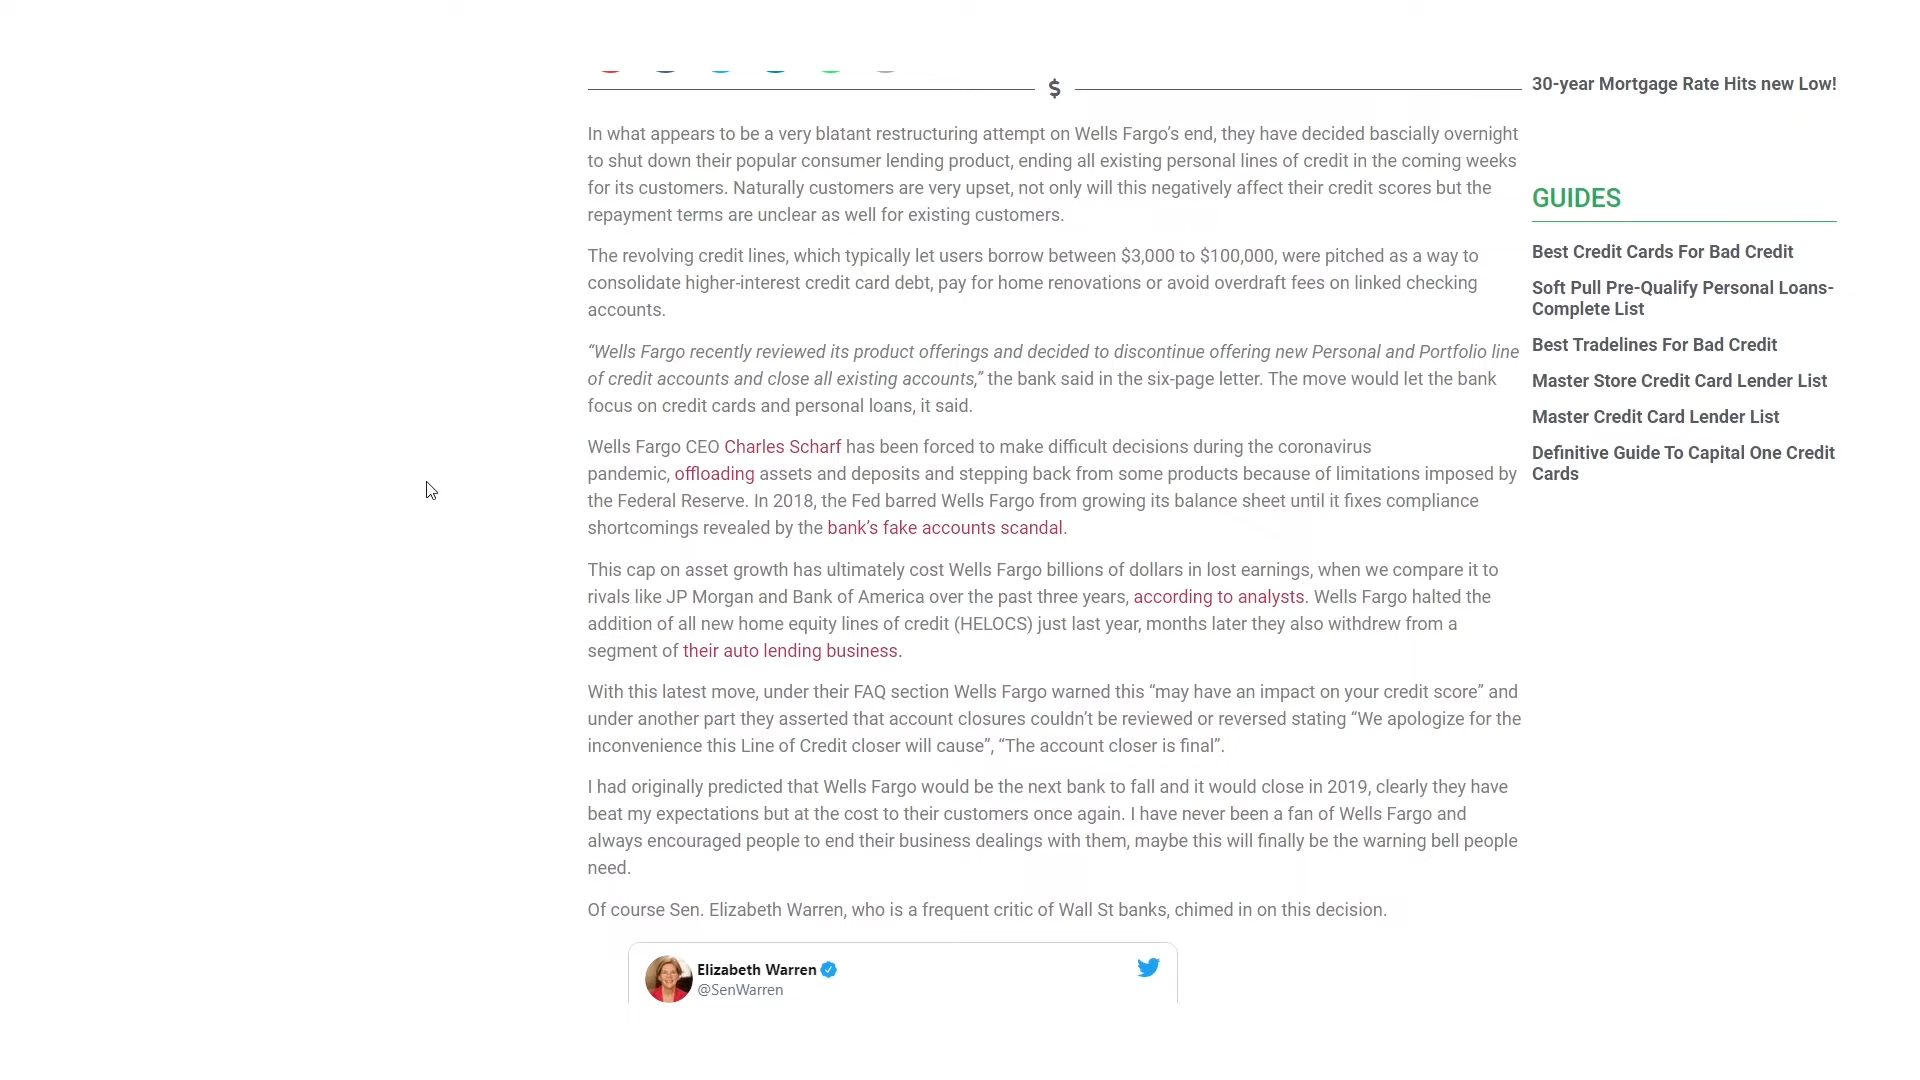 $
In what appears to be a very blatant restructuring attempt on Wells Fargo’s end, they have decided bascially overnight
to shut down their popular consumer lending product, ending all existing personal lines of credit in the coming weeks
for its customers. Naturally customers are very upset, not only will this negatively affect their credit scores but the
repayment terms are unclear as well for existing customers.
The revolving credit lines, which typically let users borrow between $3,000 to $100,000, were pitched as a way to
consolidate higher-interest credit card debt, pay for home renovations or avoid overdraft fees on linked checking
accounts.
“Wells Fargo recently reviewed its product offerings and decided to discontinue offering new Personal and Portfolio line
of credit accounts and close all existing accounts,” the bank said in the six-page letter. The move would let the bank
focus on credit cards and personal loans, it said.
Wells Fargo CEO Charles Scharf has been forced to make difficult decisions during the coronavirus
pandemic, offloading assets and deposits and stepping back from some products because of limitations imposed by
the Federal Reserve. In 2018, the Fed barred Wells Fargo from growing its balance sheet until it fixes compliance
shortcomings revealed by the bank’s fake accounts scandal.
This cap on asset growth has ultimately cost Wells Fargo billions of dollars in lost earnings, when we compare it to
rivals like JP Morgan and Bank of America over the past three years, according to analysts. Wells Fargo halted the
addition of all new home equity lines of credit (HELOCS) just last year, months later they also withdrew from a
segment of their auto lending business.
With this latest move, under their FAQ section Wells Fargo warned this “may have an impact on your credit score” and
under another part they asserted that account closures couldn’t be reviewed or reversed stating “We apologize for the
inconvenience this Line of Credit closer will cause”, “The account closer is final”.
I had originally predicted that Wells Fargo would be the next bank to fall and it would close in 2019, clearly they have
beat my expectations but at the cost to their customers once again. I have never been a fan of Wells Fargo and
always encouraged people to end their business dealings with them, maybe this will finally be the warning bell people
need.
Of course Sen. Elizabeth Warren, who is a frequent critic of Wall St banks, chimed in on this decision.
Elizabeth Warren
@SenWarren
30-year Mortgage Rate Hits new Low!
GUIDES
Best Credit Cards For Bad Credit
Soft Pull Pre-Qualify Personal Loans-
Complete List
Best Tradelines For Bad Credit
Master Store Credit Card Lender List
Master Credit Card Lender List
Definitive Guide To Capital One Credit
Cards